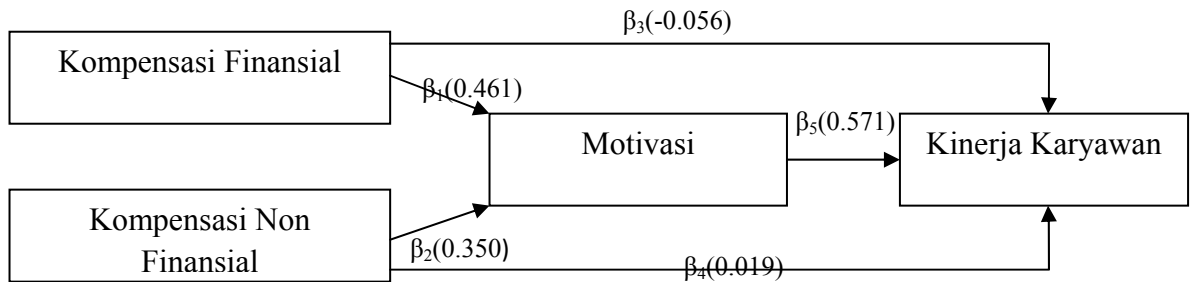 β₃(-0.056)
Kompensasi Finansial
β₁(0.461)
β₅(0.571)
Motivasi
Kinerja Karyawan
Kompensasi Non
Finansial
β₂(0.350)
β₄(0.019)